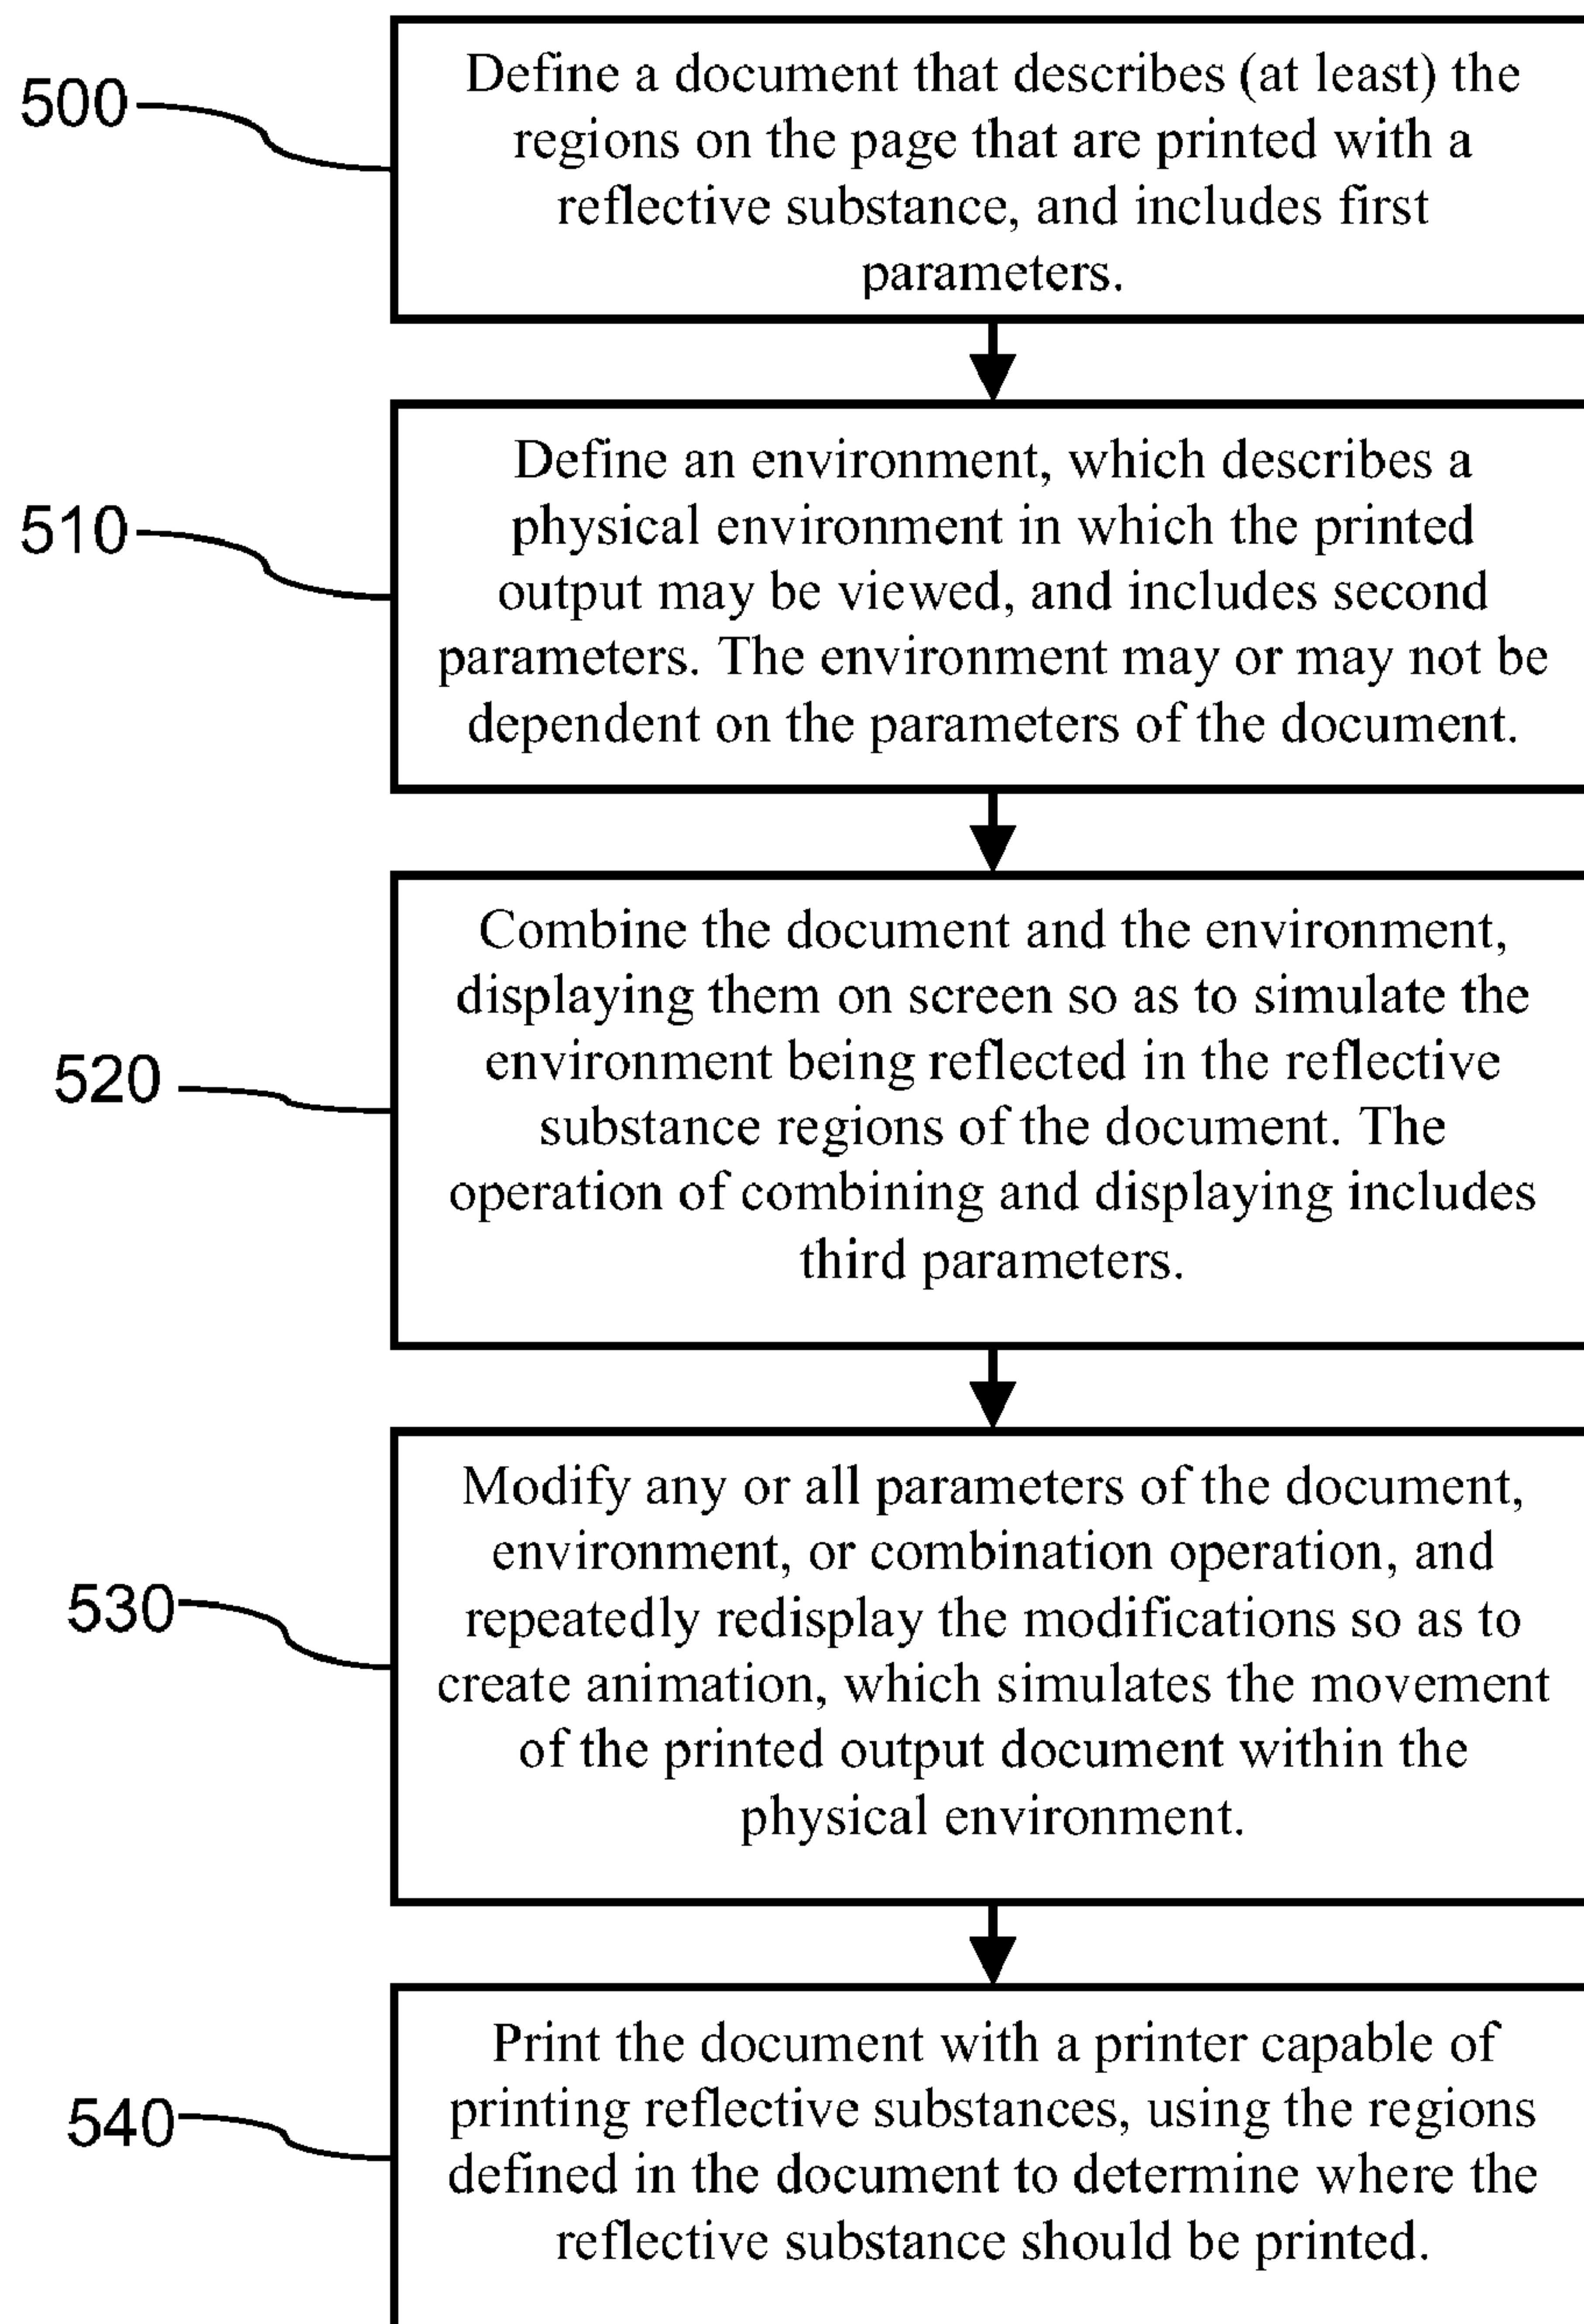 500
Define a document that describes (at least) the
regions on the page that are printed with a
reflective substance, and includes first
parameters.
510
Define an environment, which describes a
physical environment in which the printed
output may be viewed, and includes second
parameters. The environment may or may not be
dependent on the parameters of the document.
520
Combine the document and the environment,
displaying them on screen so as to simulate the
environment being reflected in the reflective
substance regions of the document. The
operation of combining and displaying includes
third parameters.
530
Modify any or all parameters of the document,
environment, or combination operation, and
repeatedly redisplay the modifications so as to
create animation, which simulates the movement
of the printed output document within the
physical environment.
540
Print the document with a printer capable of
printing reflective substances, using the regions
defined in the document to determine where the
reflective substance should be printed.